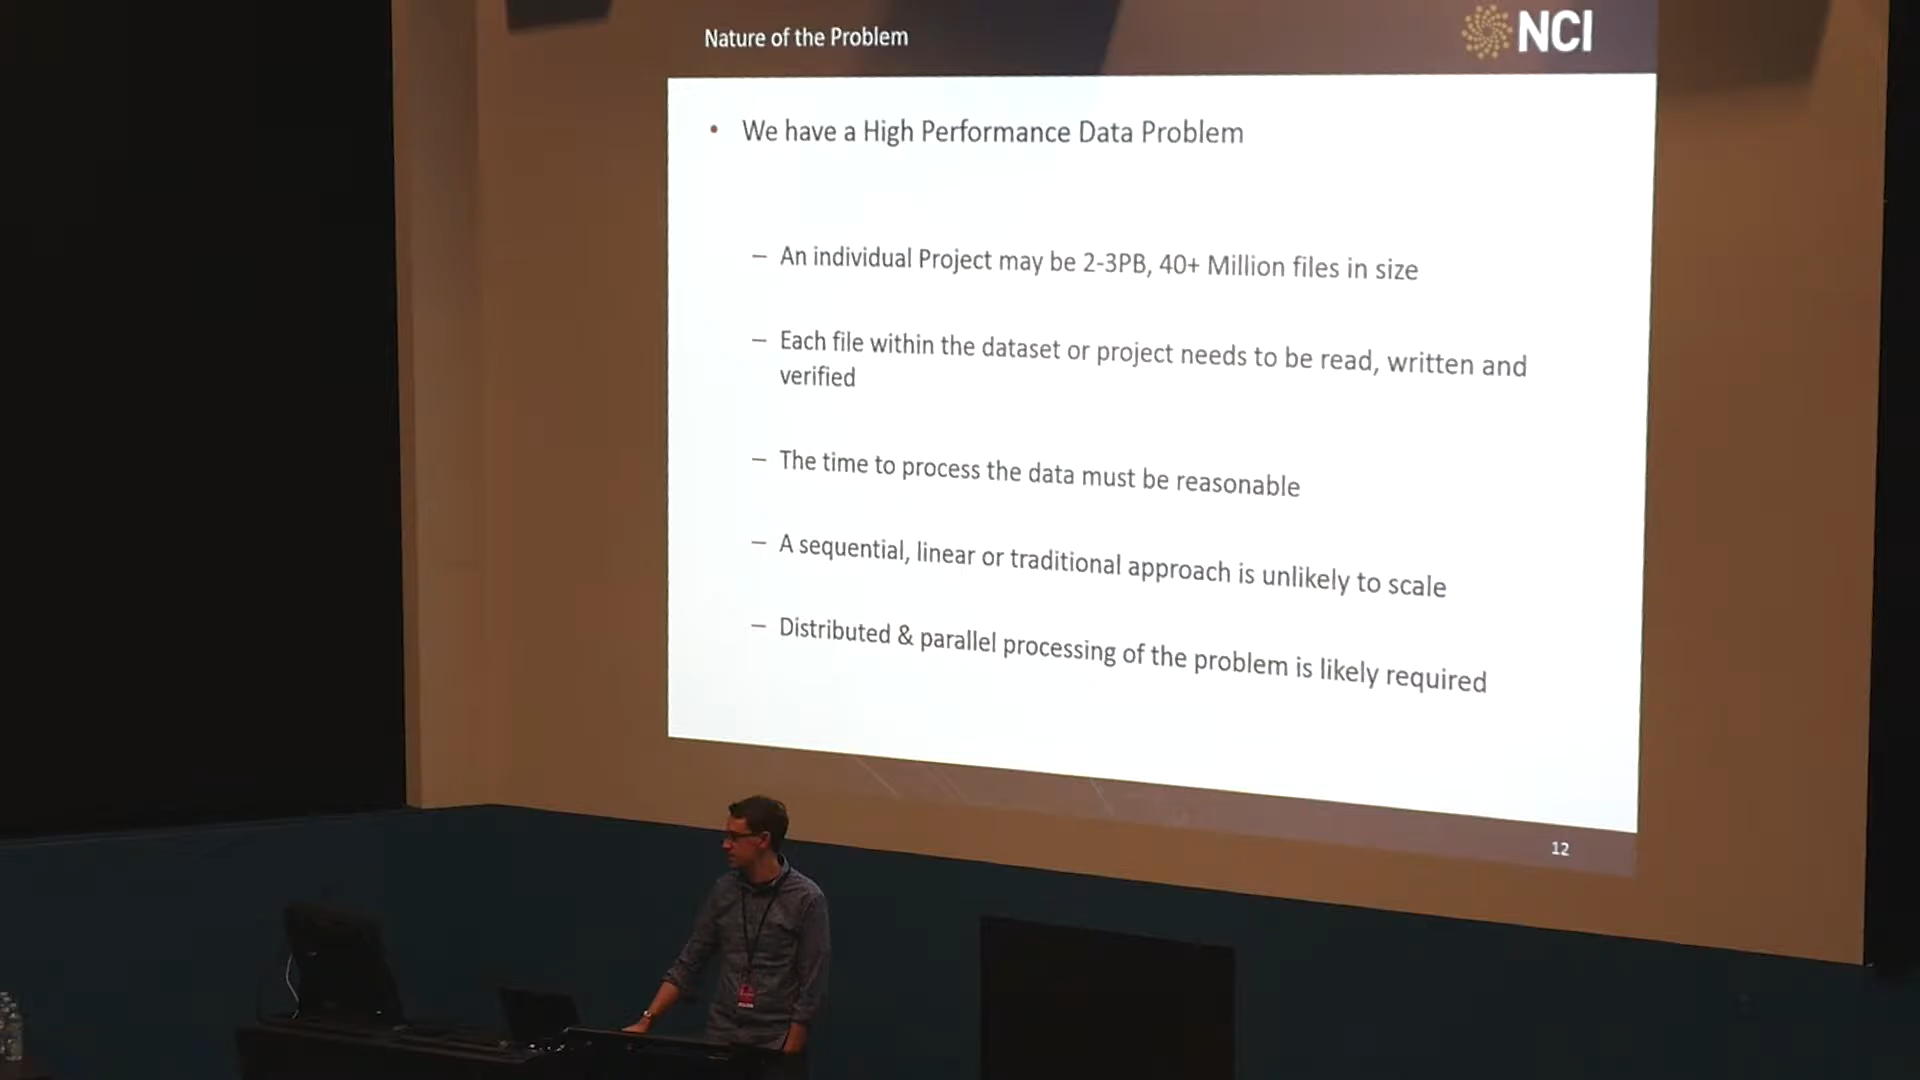 Nature of the Problem
NCI
• We have a High Performance Data Problem
– An individual Project may be 2-3PB, 40+ Million files in size
– Each file within the dataset or project needs to be read, written and
verified
– The time to process the data must be reasonable
– A sequential, linear or traditional approach is unlikely to scale
– Distributed & parallel processing of the problem is likely required
12